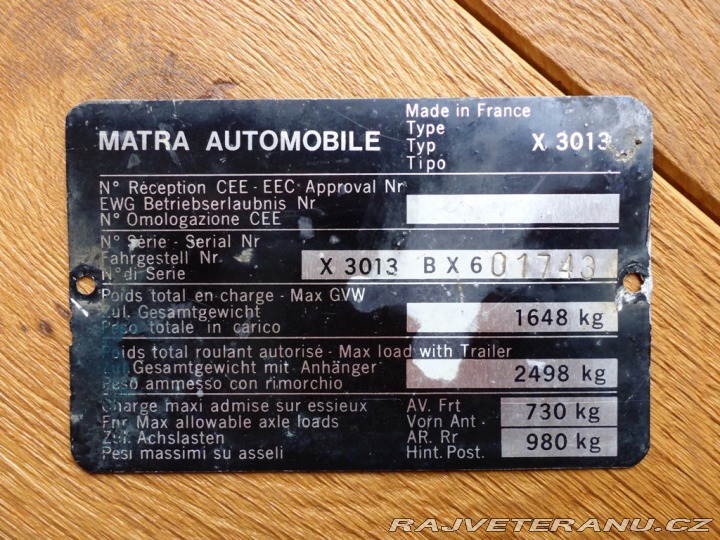 Made in France
MATRA AUTOMOBILE Type
Typ X 3013
Tipo
N° Réception CEE - EEC Approval Nr
EWG Betriebserlaubnis Nr
N° Omologazione CEE
N° Série - Serial Nr
Fahrgestell Nr X 3013 BX601743
N° di Serie
Poids total en charge - Max GVW
Zul. Gesamtgewicht 1648 kg
Peso totale in carico
Poids total roulant autorisé - Max load with Trailer
Zul. Gesamtgewicht mit Anhänger 2498 kg
Peso ammesso con rimorchio
Charge maxi admise sur essieux AV. Frt 730 kg
Fnr Max allowable axle loads Vorn Ant -
Zul. Achslasten AR. Rr 980 kg
Pesi massimi su asseli Hint. Post.
RAJVETERANU.CZ